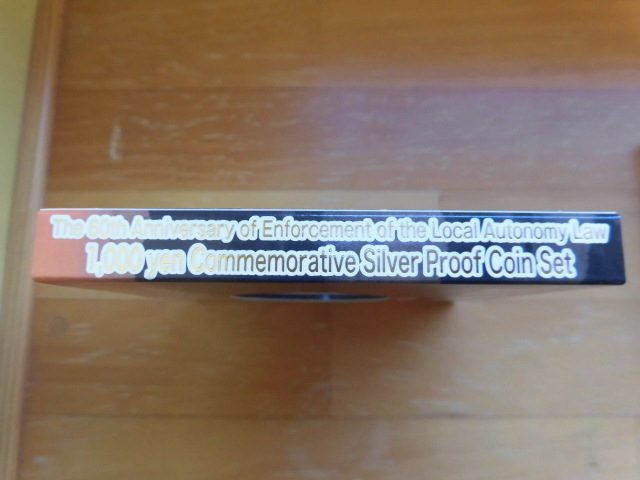 The 60th Anniversary of Enforcement of the Local Autonomy Law
1,000 yen Commemorative Silver Proof Coin Set